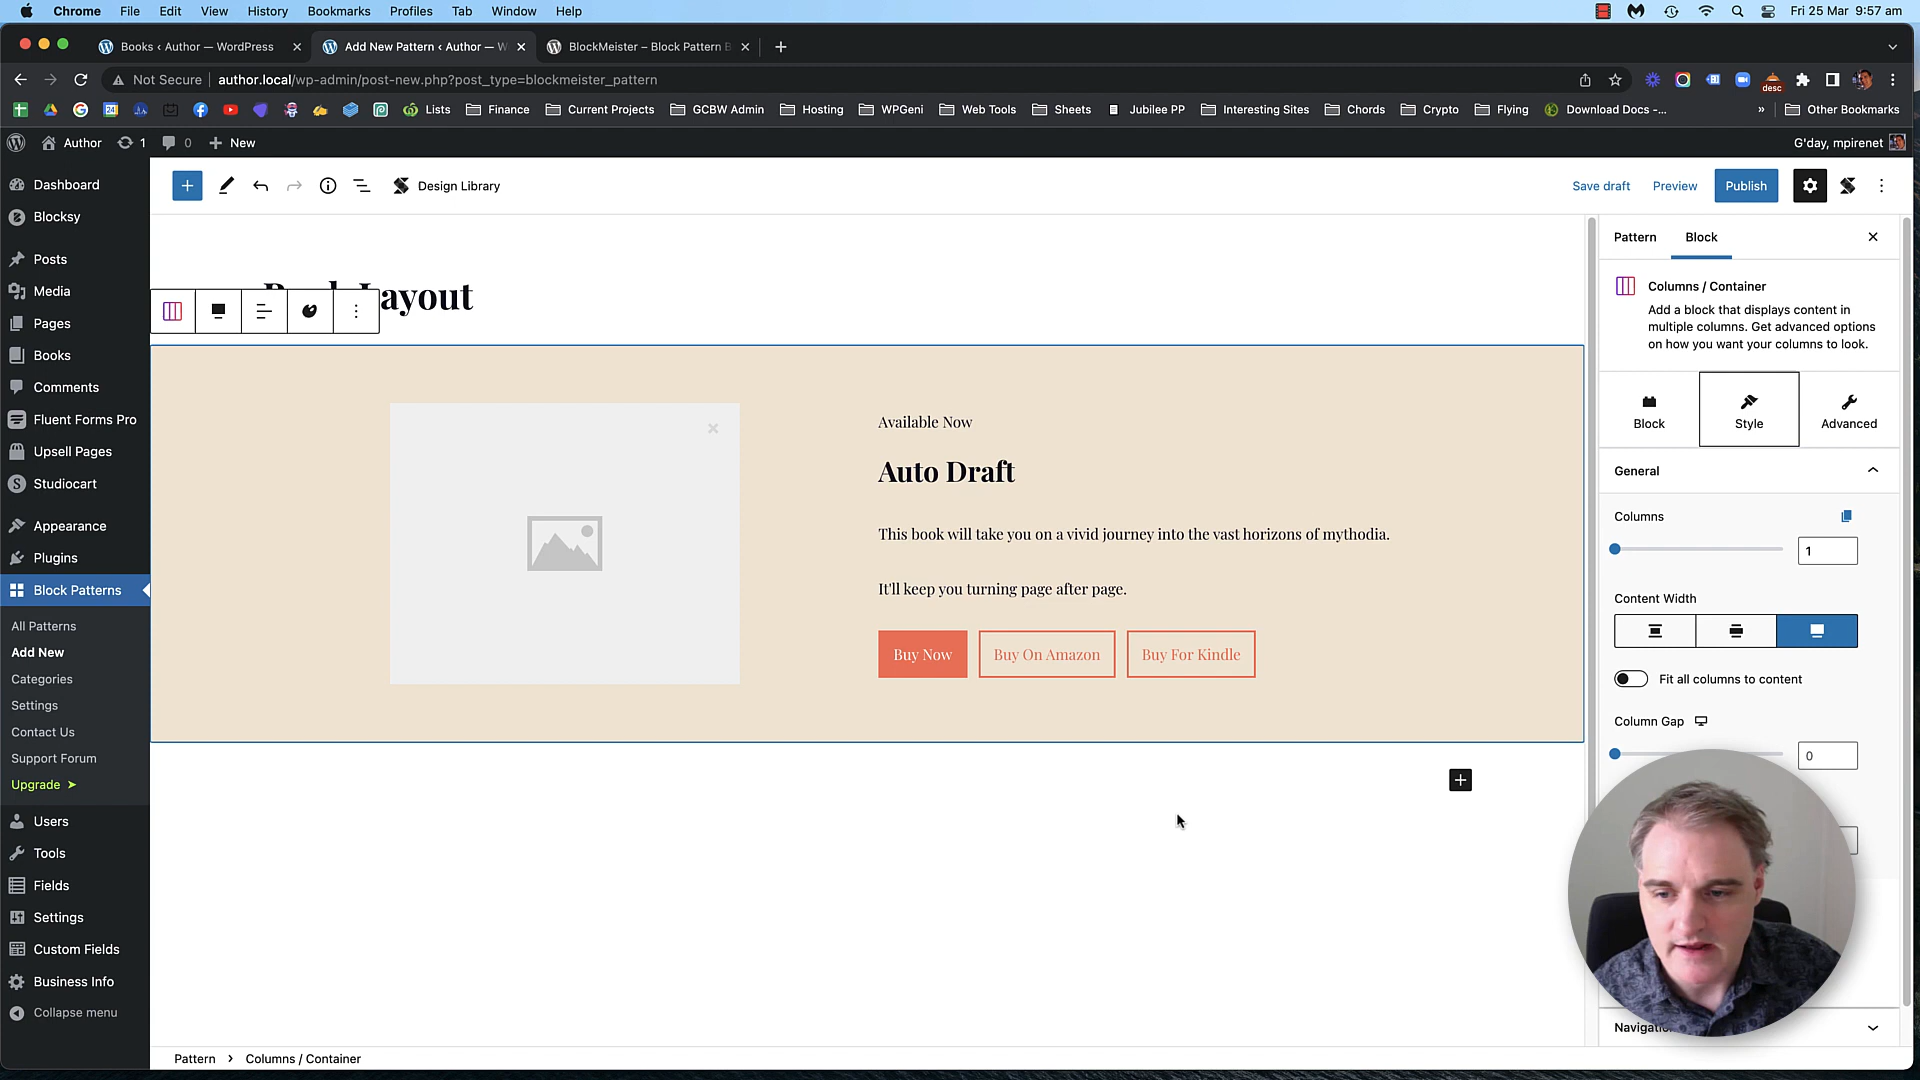 Chrome File Edit View History Bookmarks Profiles Tab Window Help Fri 25 Mar 9:57 am
Books ‹ Author — WordPress
Add New Pattern ‹ Author — W
BlockMeister – Block Pattern B
Not Secure author.local/wp-admin/post-new.php?post_type=blockmeister_pattern
desc
Lists Finance Current Projects GCBW Admin Hosting WPGeni Web Tools Sheets Jubilee PP Interesting Sites Chords Crypto Flying Download Docs -... » Other Bookmarks
Author 1 0 New G'day, mpirenet
Dashboard
Blocksy
Posts
Media
Pages
Books
Comments
Fluent Forms Pro
Upsell Pages
Studiocart
Appearance
Plugins
Block Patterns
All Patterns
Add New
Categories
Settings
Contact Us
Support Forum
Upgrade ➤
Users
Tools
Fields
Settings
Custom Fields
Business Info
Collapse menu
Design Library
Save draft Preview Publish
Layout
Available Now
Auto Draft
This book will take you on a vivid journey into the vast horizons of mythodia.
It'll keep you turning page after page.
Buy Now Buy On Amazon Buy For Kindle
Pattern Block
Columns / Container
Add a block that displays content in
multiple columns. Get advanced options
on how you want your columns to look.
Block Style Advanced
General
Columns
1
Content Width
Fit all columns to content
Column Gap
0
Pattern › Columns / Container